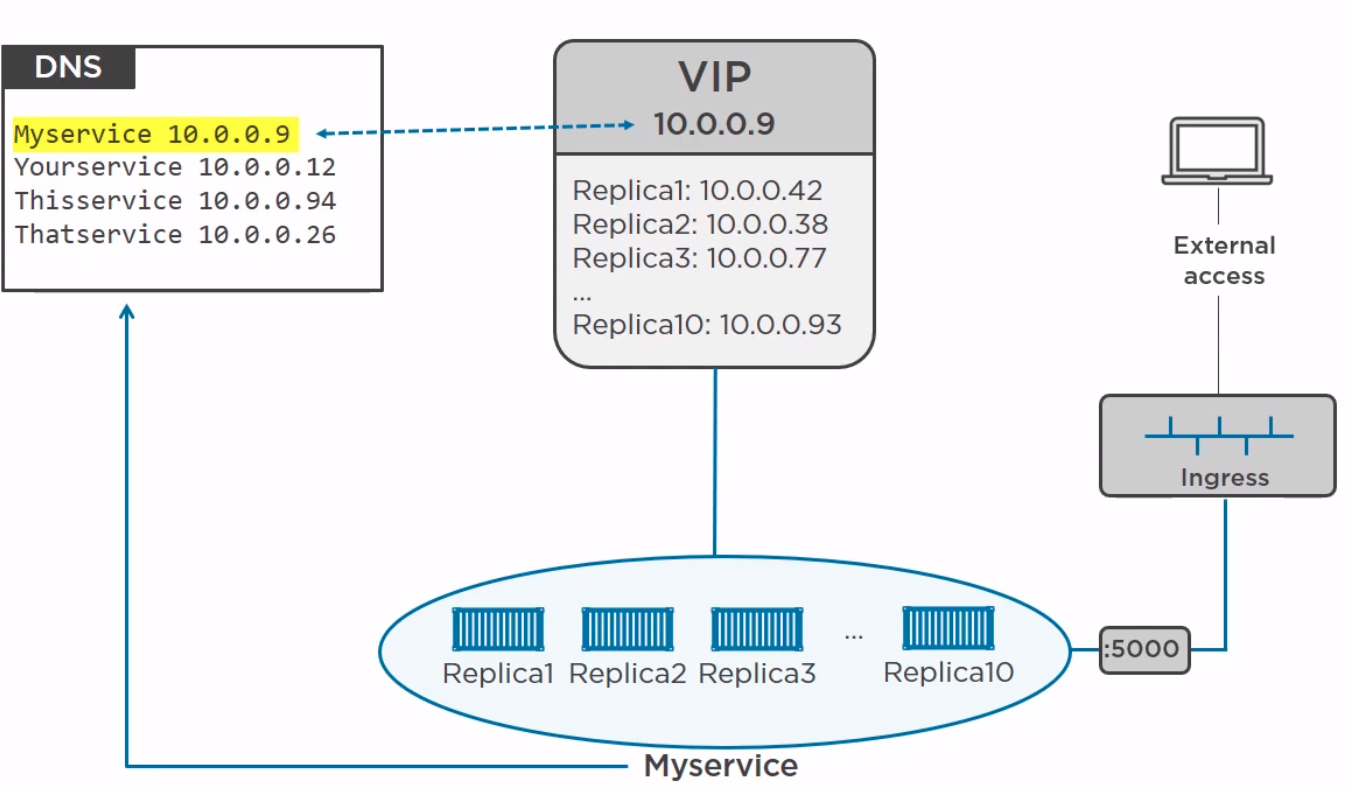 DNS
Myservice 10.0.0.9
Yourservice 10.0.0.12
Thisservice 10.0.0.94
Thatservice 10.0.0.26
VIP
10.0.0.9
Replica1: 10.0.0.42
Replica2: 10.0.0.38
Replica3: 10.0.0.77
...
Replica10: 10.0.0.93
External
access
Ingress
:5000
...
Replica1 Replica2 Replica3 Replica10
Myservice